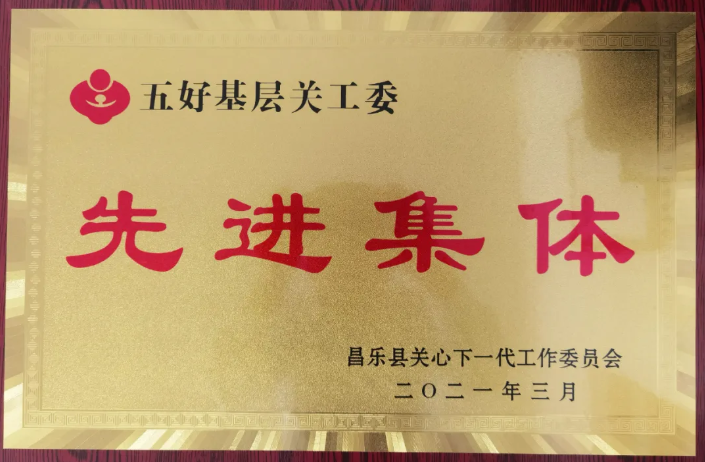 五好基层关工委
先进集体
昌乐县关心下一代工作委员会
二〇二一年三月